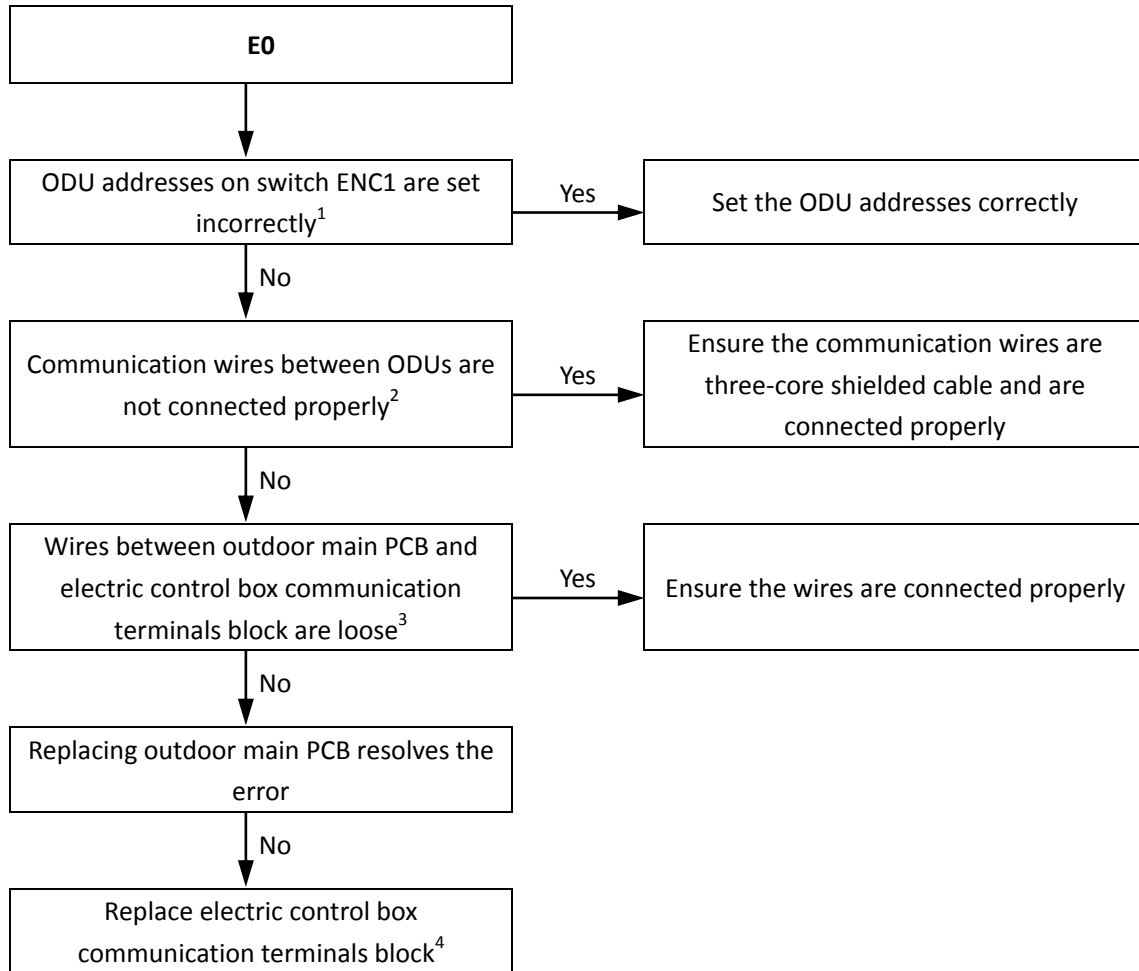 E0
ODU addresses on switch ENC1 are set
incorrectly1
Yes
Set the ODU addresses correctly
No
Communication wires between ODUs are
not connected properly2
Yes
Ensure the communication wires are
three-core shielded cable and are
connected properly
No
Wires between outdoor main PCB and
electric control box communication
terminals block are loose3
Yes
Ensure the wires are connected properly
No
Replacing outdoor main PCB resolves the
error
No
Replace electric control box
communication terminals block4